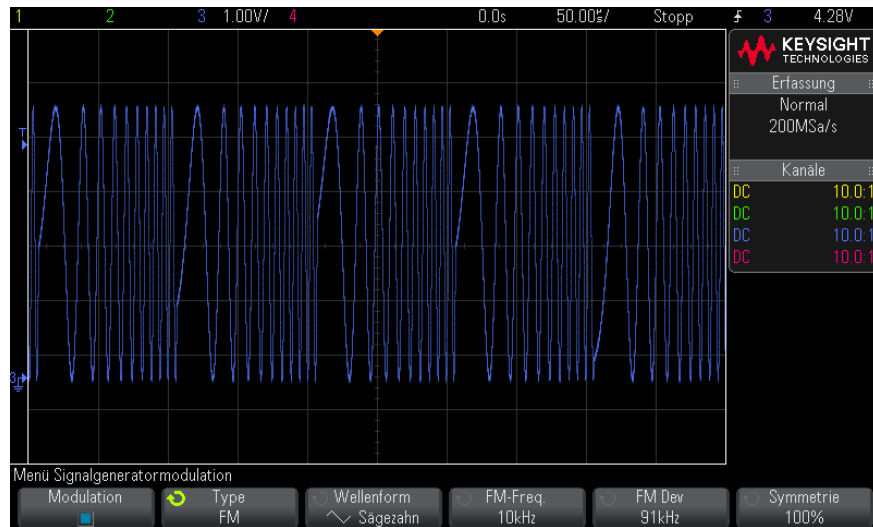 1 2 3 1.00V/ 4 0.0s 50.00㎲/ Stopp 3 4.28V
KEYSIGHT
TECHNOLOGIES
Erfassung
Normal
200MSa/s
Kanäle
DC 10.0:1
DC 10.0:1
DC 10.0:1
DC 10.0:1
T
3
Menü Signalgeneratormodulation
Modulation Type Wellenform FM-Freq. FM Dev Symmetrie
FM Sägezahn 10kHz 91kHz 100%